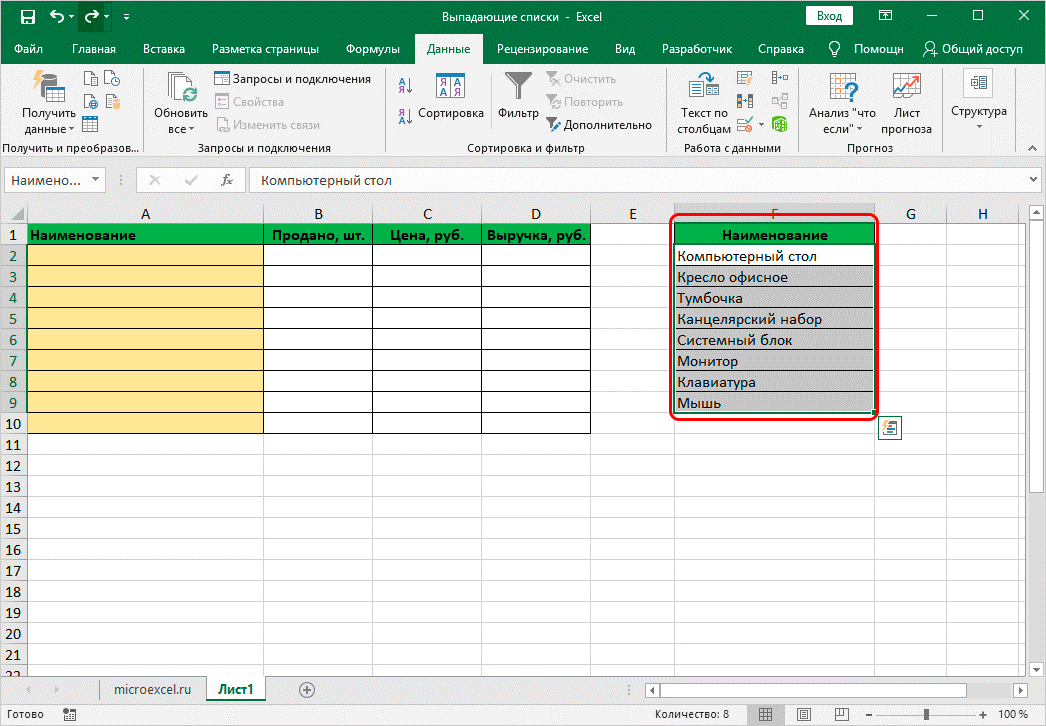 Выпадающие списки - Excel
Вход
Файл Главная Вставка Разметка страницы Формулы Данные Рецензирование Вид Разработчик Справка Помощн Общий доступ
Получить данные
Обновить все
Запросы и подключения
Свойства
Изменить связи
А Я
Я А
Я А А Я
Сортировка
Фильтр
Очистить
Повторить
Дополнительно
Текст по столбцам
Анализ "что если"
Лист прогноза
Структура
Получить и преобразов... Запросы и подключения Сортировка и фильтр Работа с данными Прогноз
Наимено... fx Компьютерный стол
A B C D E F G H
1 Наименование Продано, шт. Цена, руб. Выручка, руб. Наименование
2 Компьютерный стол
3 Кресло офисное
4 Тумбочка
5 Канцелярский набор
6 Системный блок
7 Монитор
8 Клавиатура
9 Мышь
10
11
12
13
14
15
16
17
18
19
20
21
22
microexcel.ru Лист1
Готово Количество: 8 100 %